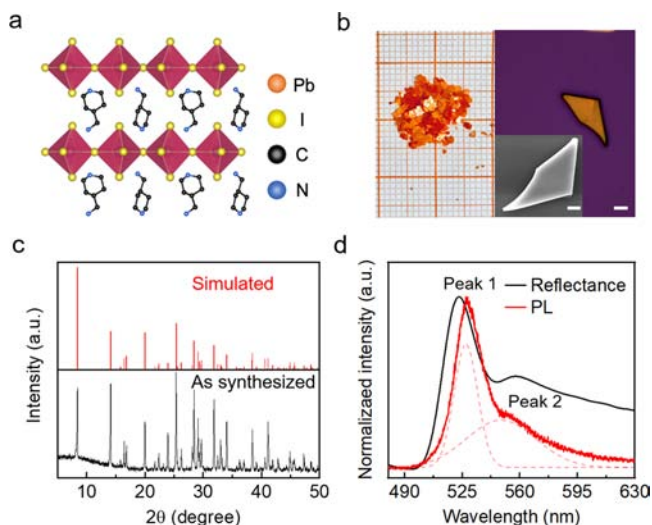 a
Pb
I
C
N
b
c
Simulated
As synthesized
Intensity (a.u.)
10 20 30 40 50
2θ (degree)
d
Peak 1
Reflectance
PL
Peak 2
Normalizaed intensity (a.u.)
490 525 560 595 630
Wavelength (nm)